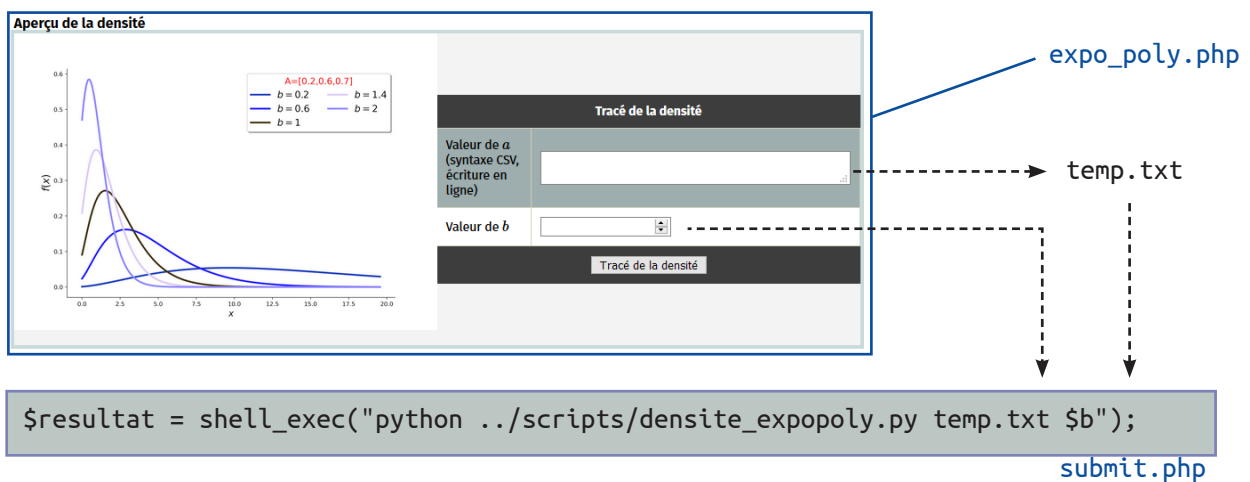 Aperçu de la densité
expo_poly.php
A=[0.2,0.6,0.7]
b = 0.2 b = 1.4
b = 0.6 b = 2
b = 1
0.6
0.5
0.4
0.3
0.2
0.1
0.0
f(x)
0.0 2.5 5.0 7.5 10.0 12.5 15.0 17.5 20.0
x
Tracé de la densité
Valeur de a
(syntaxe CSV,
écriture en
ligne)
temp.txt
Valeur de b
Tracé de la densité
$resultat = shell_exec("python ../scripts/densite_expopoly.py temp.txt $b");
submit.php